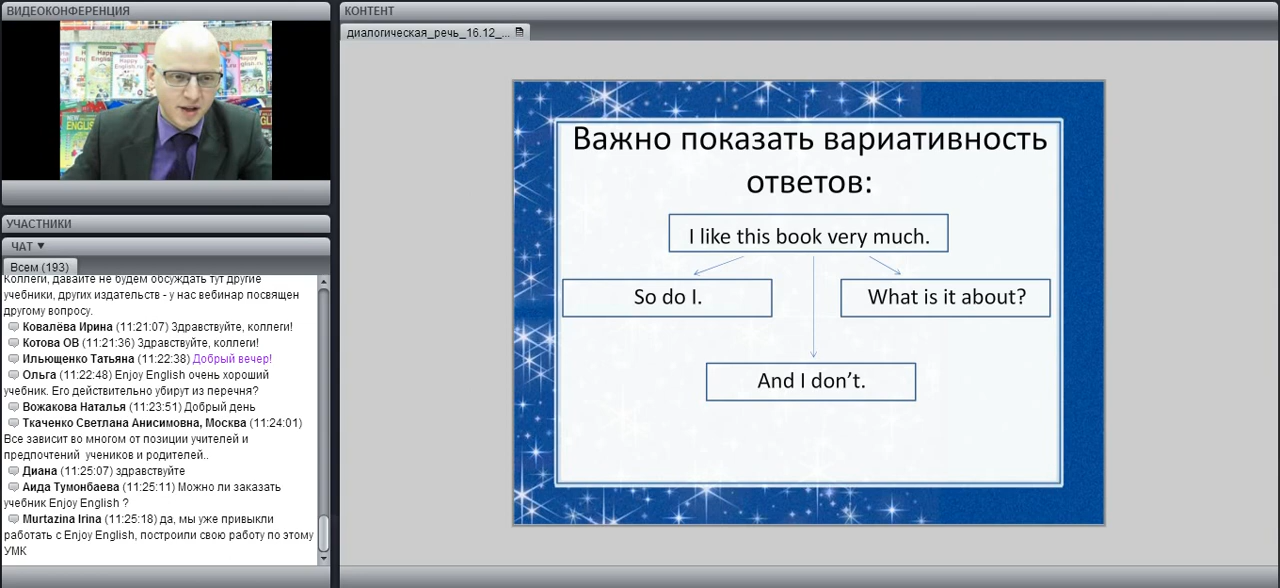 ВИДЕОКОНФЕРЕНЦИЯ
Happy
English.ru
NEW
ENGLISH
УЧАСТНИКИ
ЧАТ ▼
Всем (193)
Коллеги, давайте не будем обсуждать тут другие
учебники, других издательств - у нас вебинар посвящен
другому вопросу.
Ковалёва Ирина (11:21:07) Здравствуйте, коллеги!
Котова ОВ (11:21:36) Здравствуйте, коллеги!
Ильющенко Татьяна (11:22:38) Добрый вечер!
Ольга (11:22:48) Enjoy English очень хороший
учебник. Его действительно убирут из перечня?
Вожакова Наталья (11:23:51) Добрый день
Ткаченко Светлана Анисимовна, Москва (11:24:01)
Все зависит во многом от позиции учителей и
предпочтений учеников и родителей..
Диана (11:25:07) здравствуйте
Аида Тумонбаева (11:25:11) Можно ли заказать
учебник Enjoy English ?
Murtazina Irina (11:25:18) да, мы уже привыкли
работать с Enjoy English, построили свою работу по этому
УМК
КОНТЕНТ
диалогическая_речь_16.12_...
Важно показать вариативность
ответов:
I like this book very much.
So do I.
What is it about?
And I don’t.